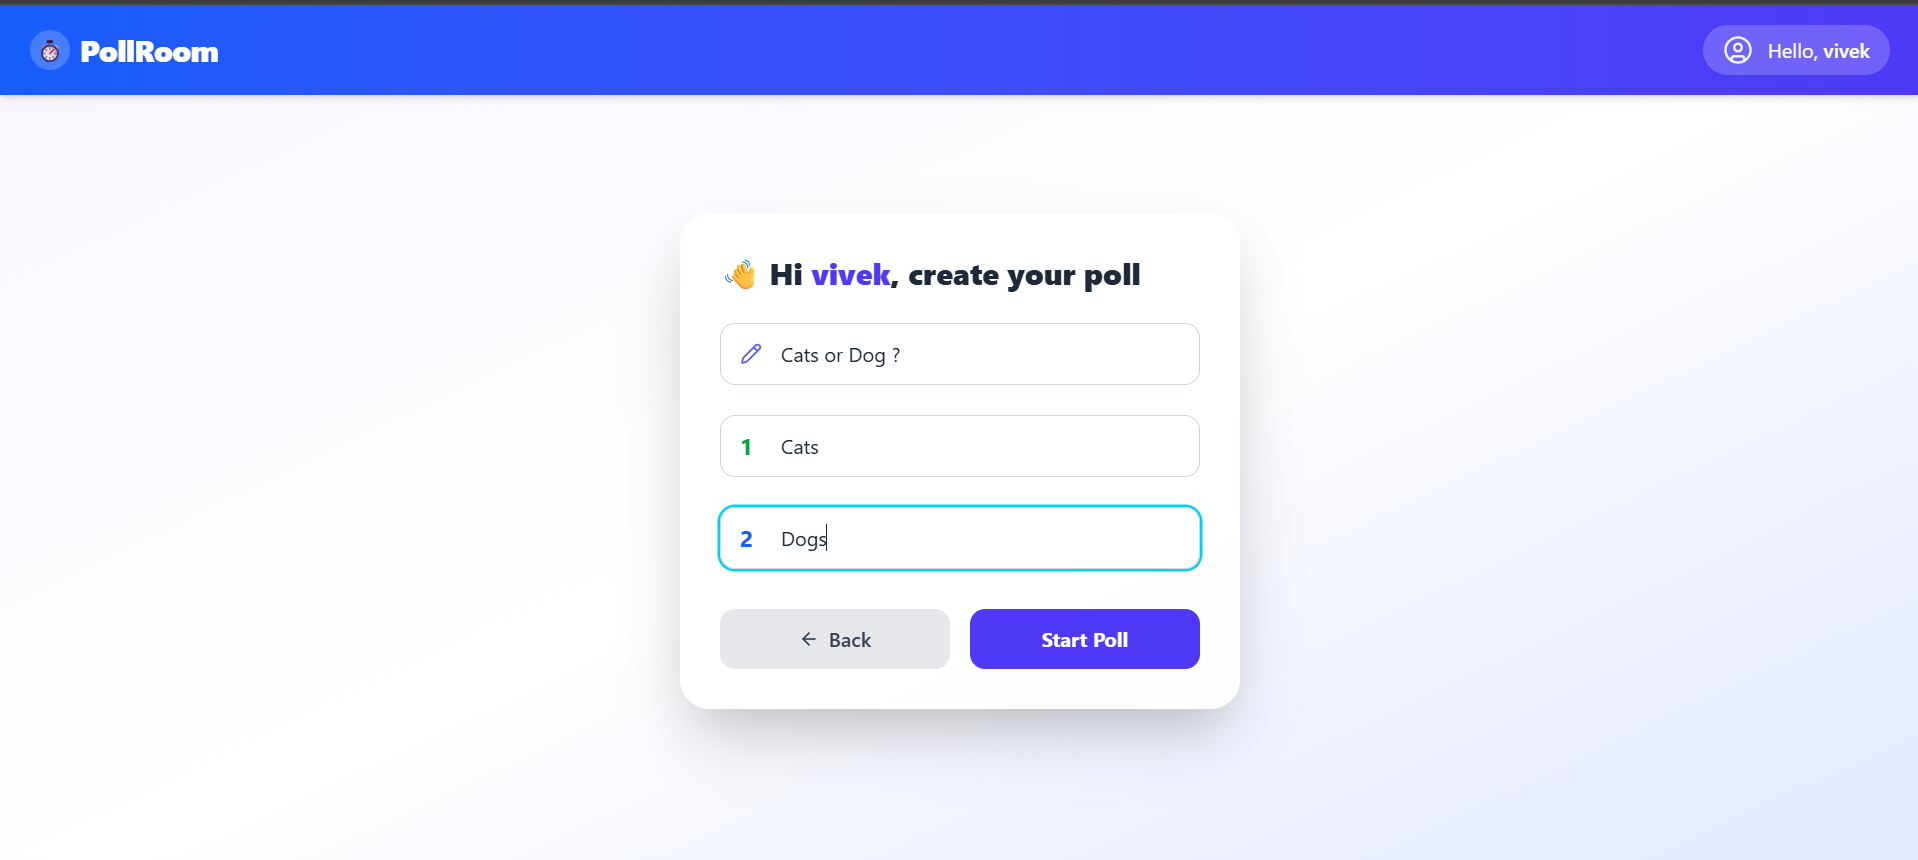 PollRoom
Hello, vivek
Hi vivek, create your poll
Cats or Dog ?
1 Cats
2 Dogs
← Back
Start Poll